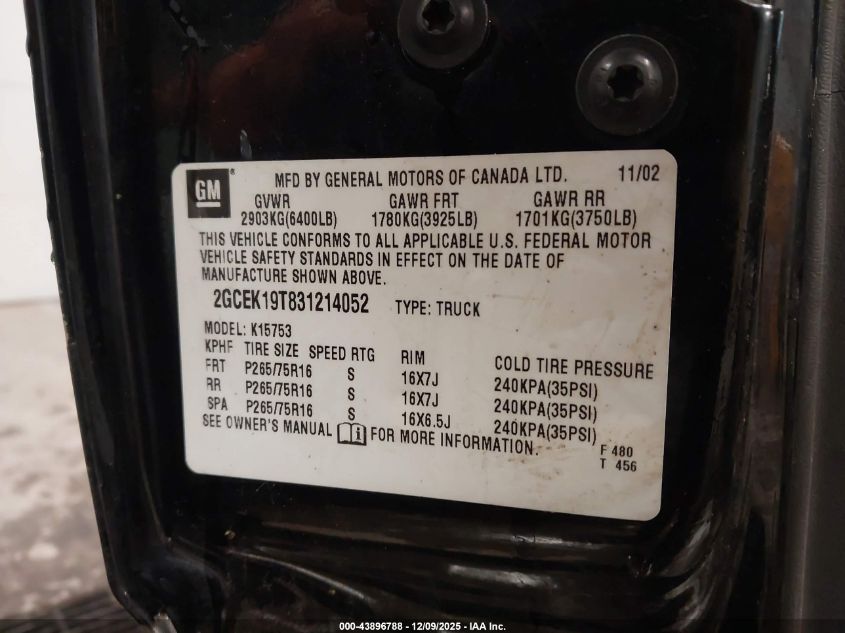 GM
MFD BY GENERAL MOTORS OF CANADA LTD. 11/02
GVWR GAWR FRT GAWR RR
2903KG(6400LB) 1780KG(3925LB) 1701KG(3750LB)
THIS VEHICLE CONFORMS TO ALL APPLICABLE U.S. FEDERAL MOTOR
VEHICLE SAFETY STANDARDS IN EFFECT ON THE DATE OF
MANUFACTURE SHOWN ABOVE.
2GCEK19T831214052 TYPE: TRUCK
MODEL: K15753
KPHF TIRE SIZE SPEED RTG RIM COLD TIRE PRESSURE
FRT P265/75R16 S 16X7J 240KPA(35PSI)
RR P265/75R16 S 16X7J 240KPA(35PSI)
SPA P265/75R16 S 16X6.5J 240KPA(35PSI)
SEE OWNER'S MANUAL FOR MORE INFORMATION.
F 480
T 456
000-43896788 - 12/09/2025 - IAA Inc.